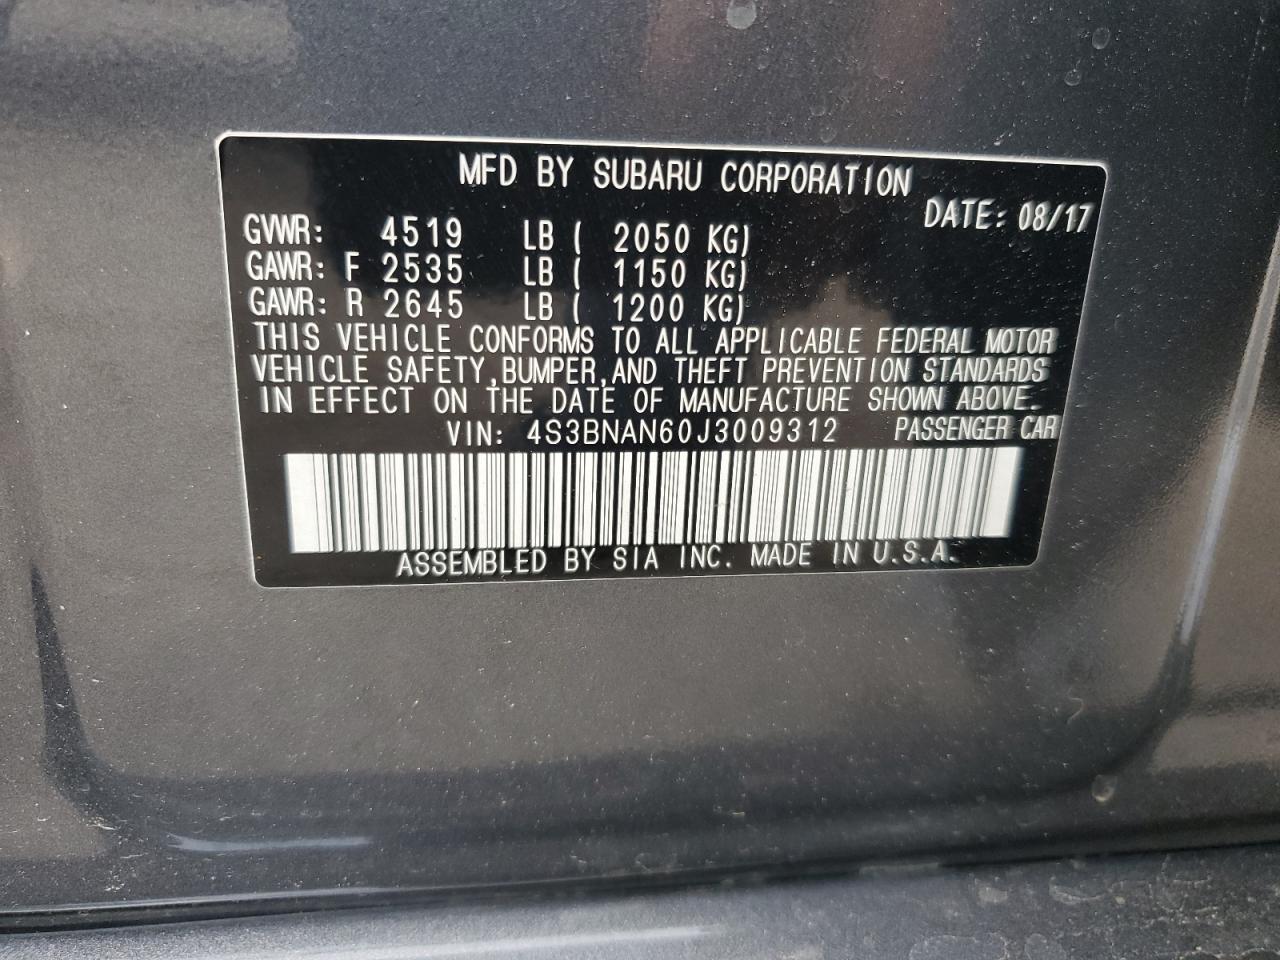 MFD BY SUBARU CORPORATION
DATE: 08/17
GVWR: 4519 LB ( 2050 KG)
GAWR: F 2535 LB ( 1150 KG)
GAWR: R 2645 LB ( 1200 KG)
THIS VEHICLE CONFORMS TO ALL APPLICABLE FEDERAL MOTOR
VEHICLE SAFETY,BUMPER,AND THEFT PREVENTION STANDARDS
IN EFFECT ON THE DATE OF MANUFACTURE SHOWN ABOVE.
VIN: 4S3BNAN60J3009312 PASSENGER CAR
ASSEMBLED BY SIA INC. MADE IN U.S.A.